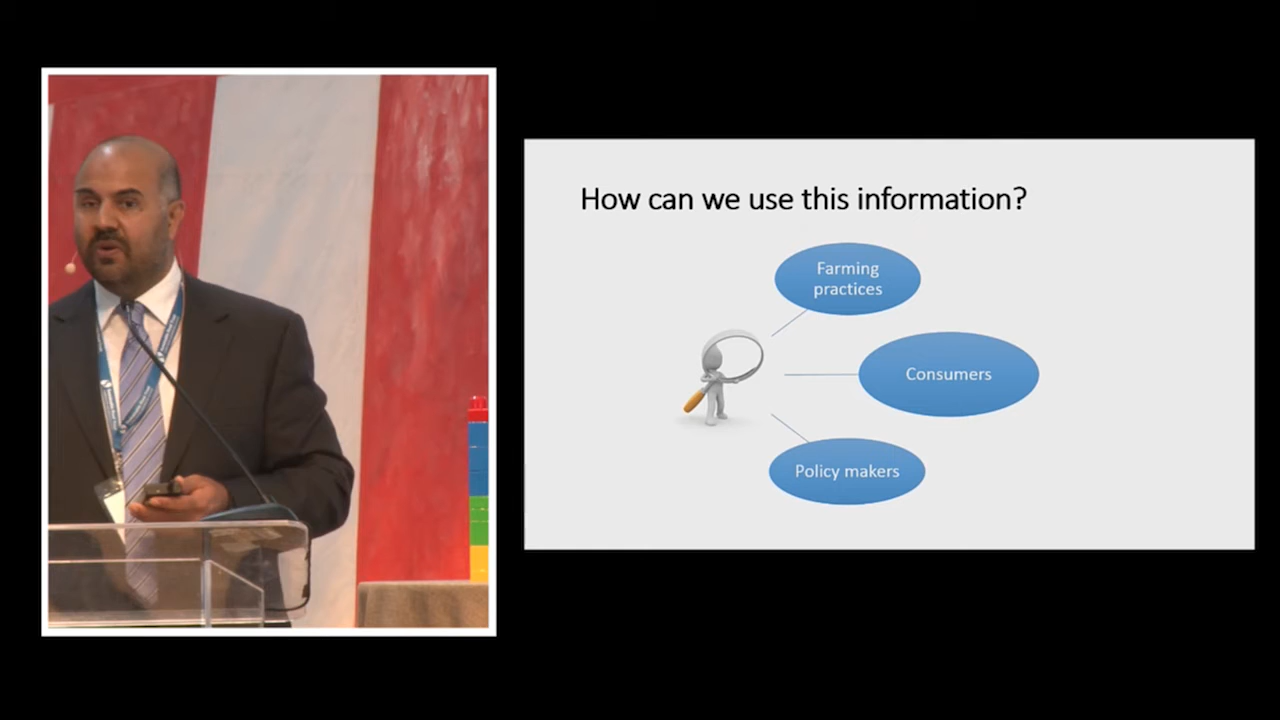 How can we use this information?
Farming
practices
Consumers
Policy makers